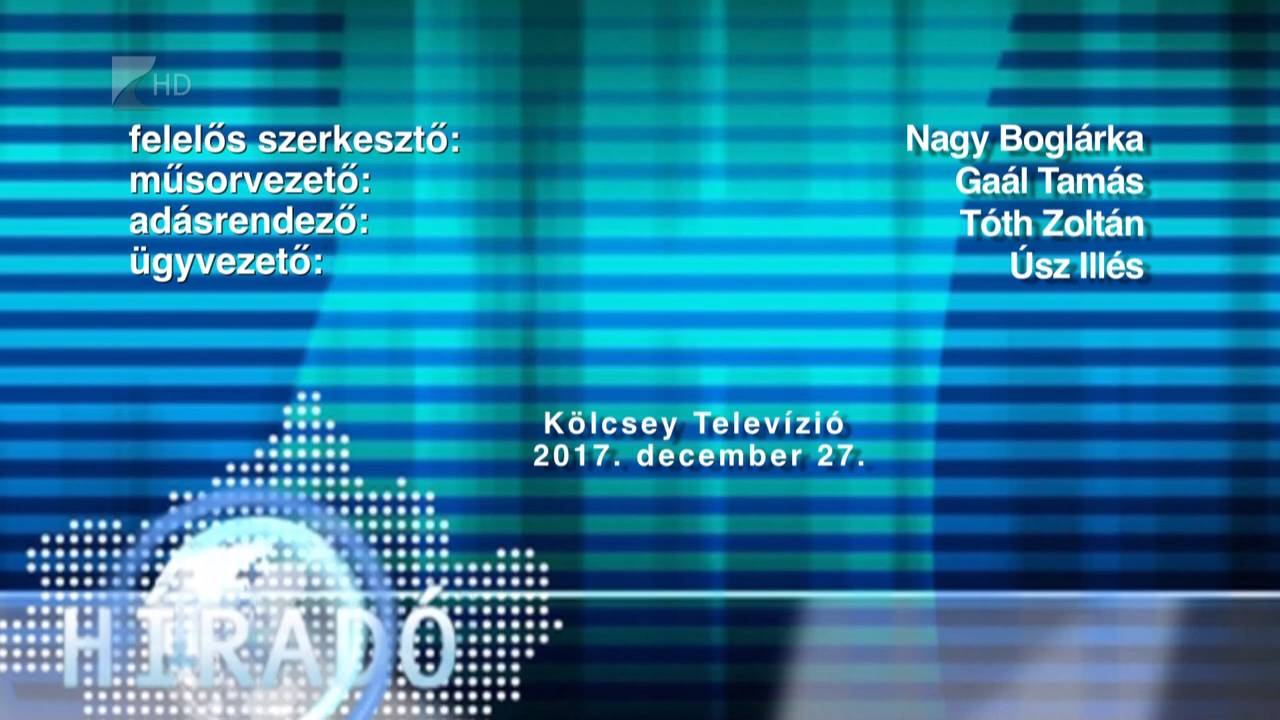 HD
felelős szerkesztő: Nagy Boglárka
műsorvezető: Gaál Tamás
adásrendező: Tóth Zoltán
ügyvezető: Úsz Illés
Kölcsey Televízió
2017. december 27.
HÍRADÓ